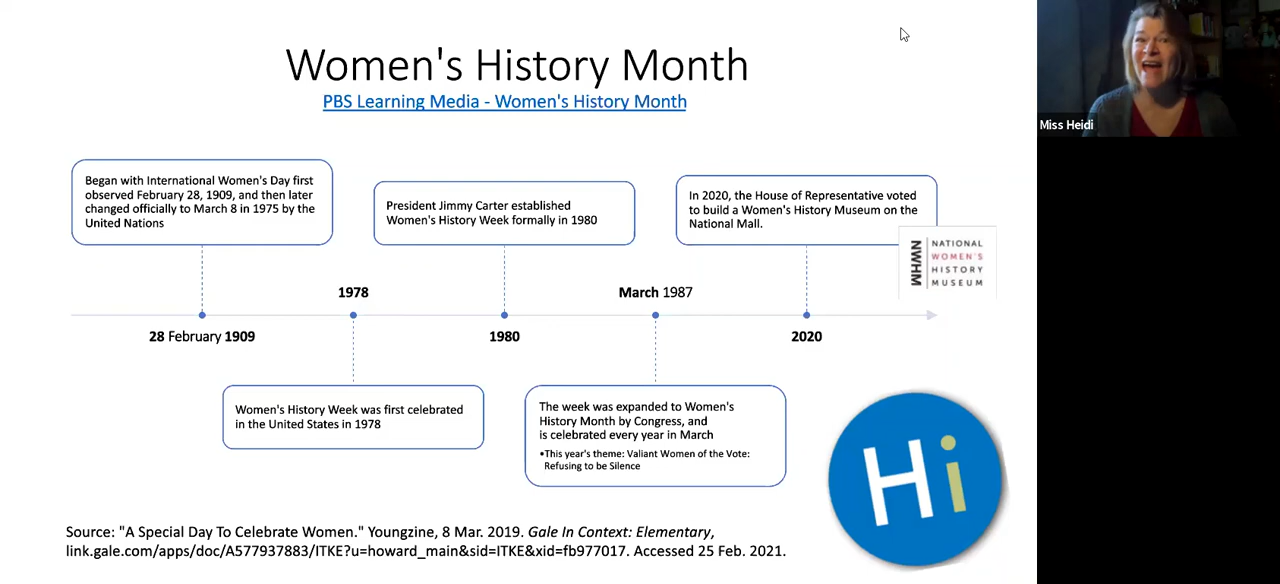 Women's History Month
PBS Learning Media - Women's History Month
Miss Heidi
Began with International Women's Day first
observed February 28, 1909, and then later
changed officially to March 8 in 1975 by the
United Nations
President Jimmy Carter established
Women's History Week formally in 1980
In 2020, the House of Representative voted
to build a Women's History Museum on the
National Mall.
NWHM
NATIONAL
WOMEN'S
HISTORY
MUSEUM
1978
March 1987
28 February 1909
1980
2020
Women's History Week was first celebrated
in the United States in 1978
The week was expanded to Women's
History Month by Congress, and
is celebrated every year in March
•This year's theme: Valiant Women of the Vote:
Refusing to be Silence
Hi
Source: "A Special Day To Celebrate Women." Youngzine, 8 Mar. 2019. Gale In Context: Elementary,
link.gale.com/apps/doc/A577937883/ITKE?u=howard_main&sid=ITKE&xid=fb977017. Accessed 25 Feb. 2021.